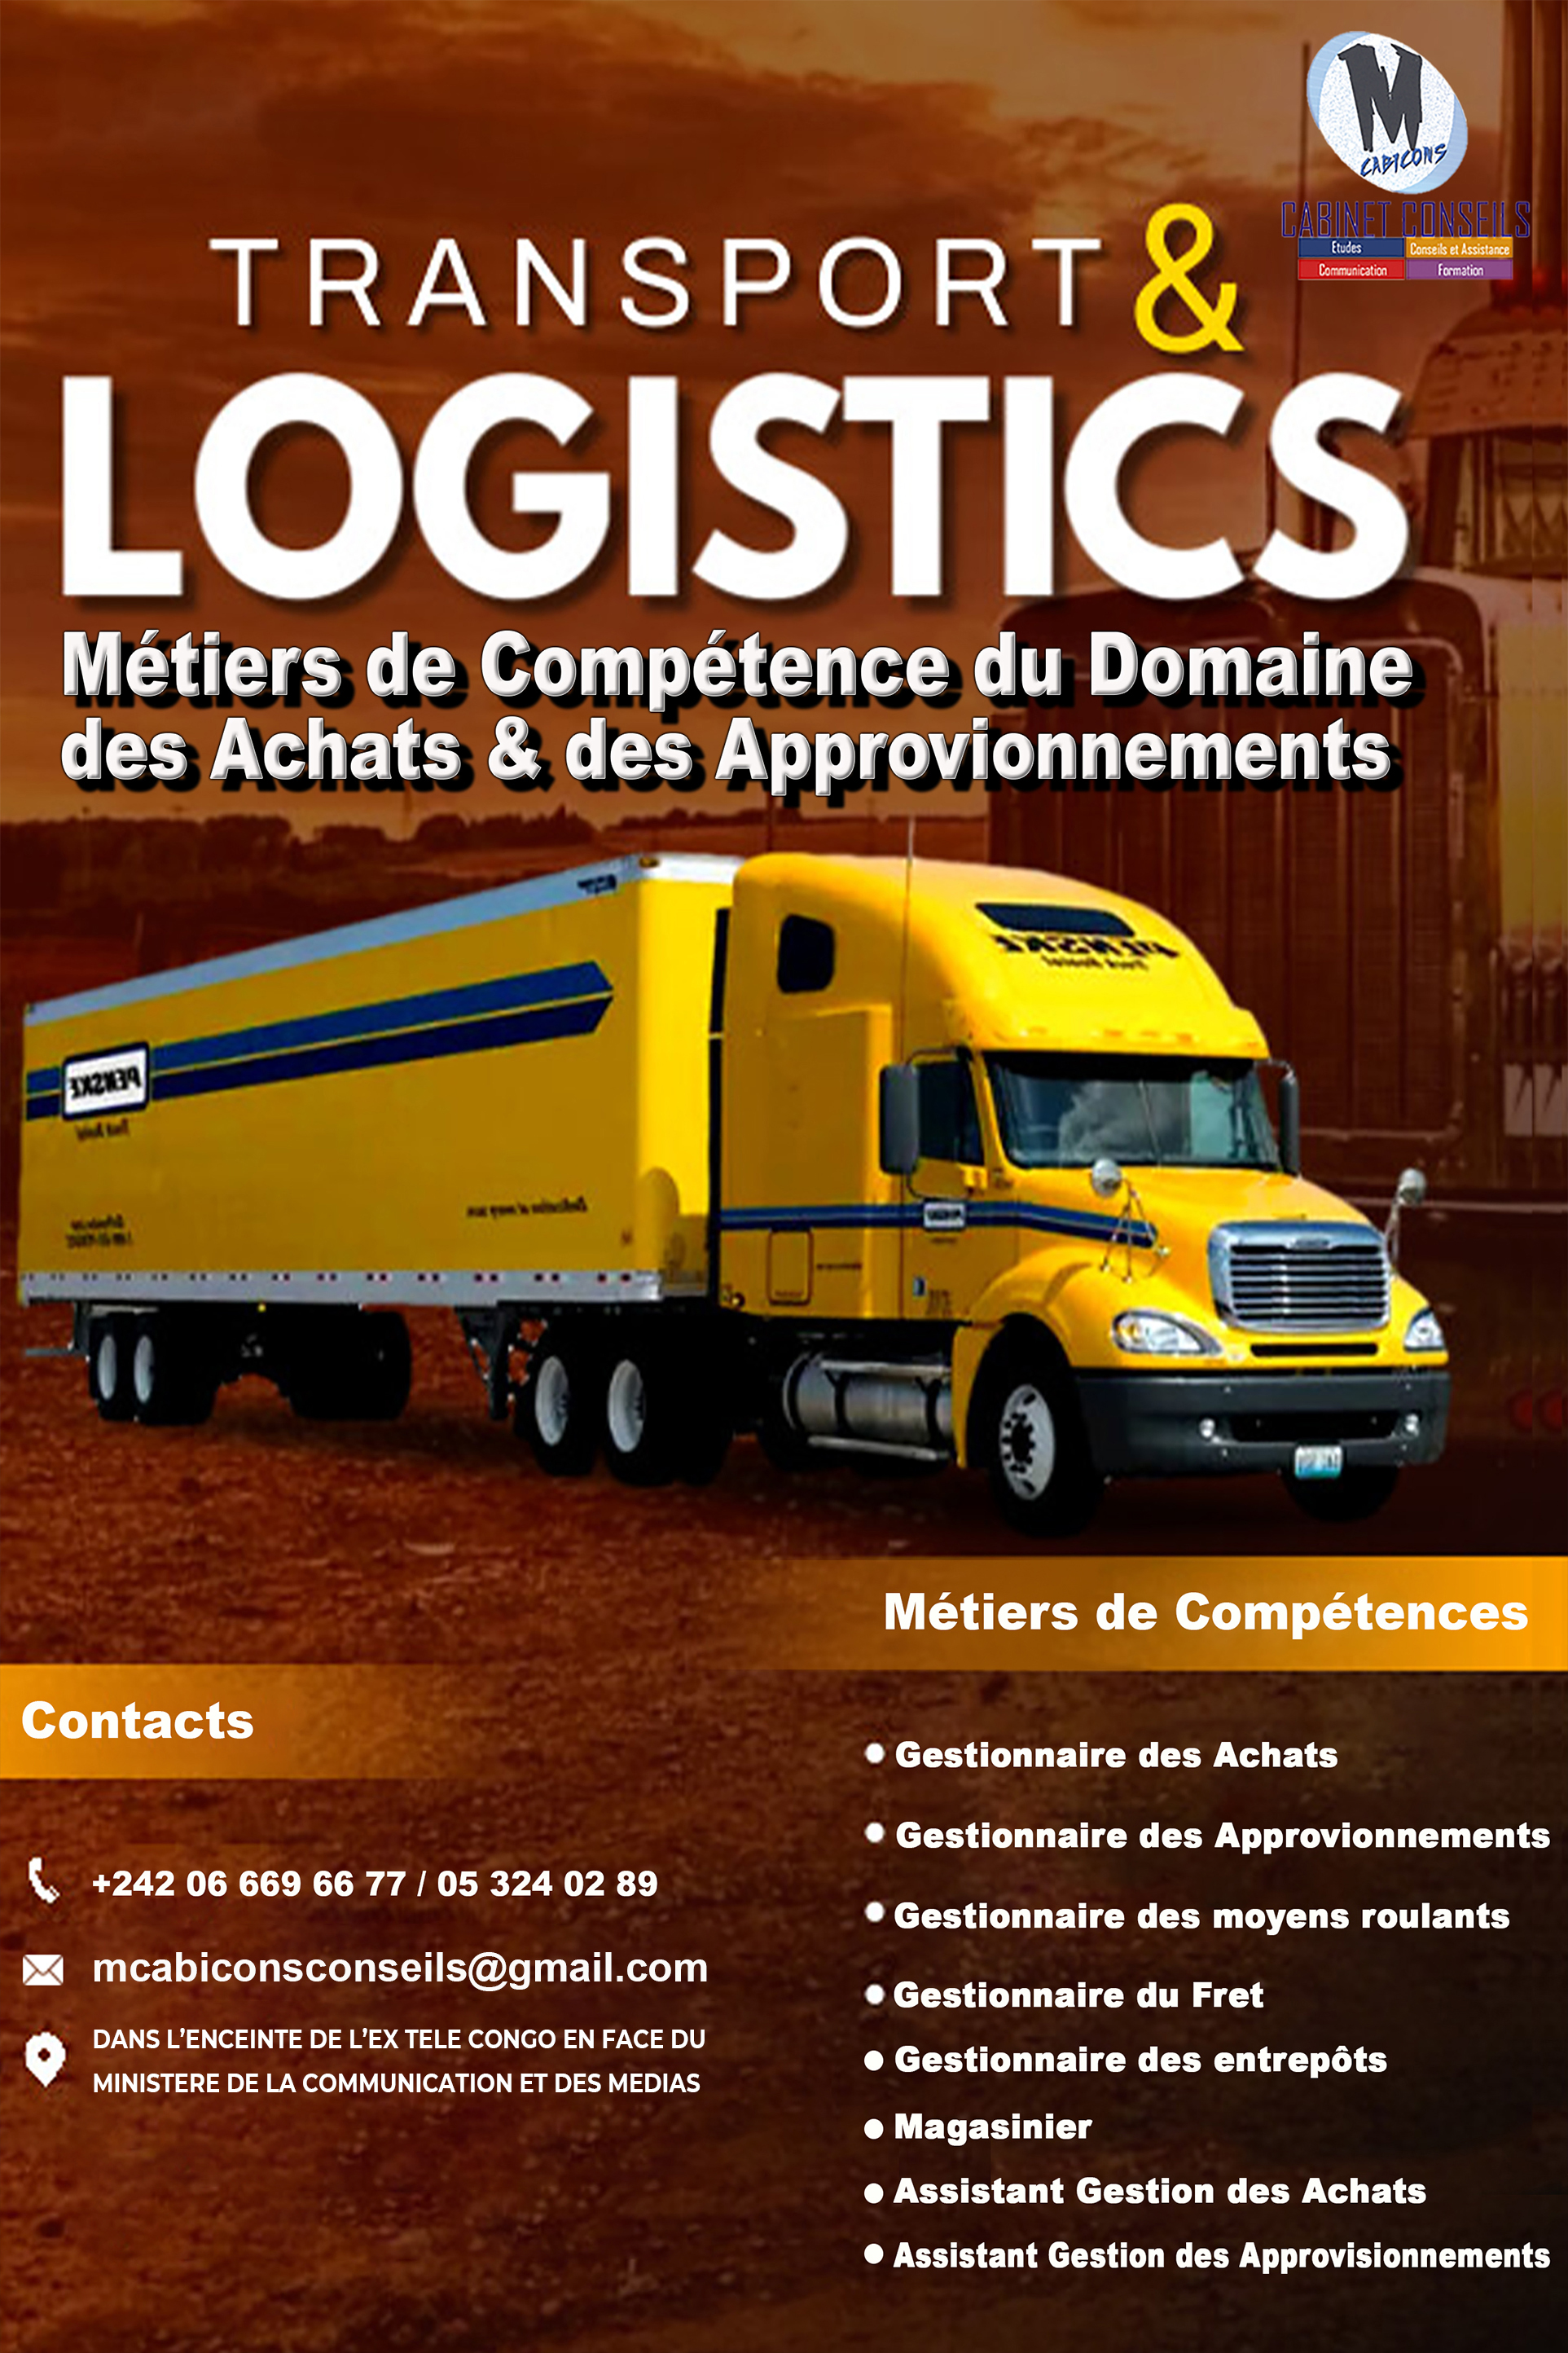 M
CABICONS
CABINET CONSEILS
Etudes
Conseils et Assistance
Communication
Formation
TRANSPORT &
LOGISTICS
Métiers de Compétence du Domaine
des Achats & des Approvionnements
PENSKE
PENSKE
Métiers de Compétences
Contacts
+242 06 669 66 77 / 05 324 02 89
mcabiconsconseils@gmail.com
DANS L’ENCEINTE DE L’EX TELE CONGO EN FACE DU
MINISTERE DE LA COMMUNICATION ET DES MEDIAS
Gestionnaire des Achats
Gestionnaire des Approvionnements
Gestionnaire des moyens roulants
Gestionnaire du Fret
Gestionnaire des entrepôts
Magasinier
Assistant Gestion des Achats
Assistant Gestion des Approvisionnements